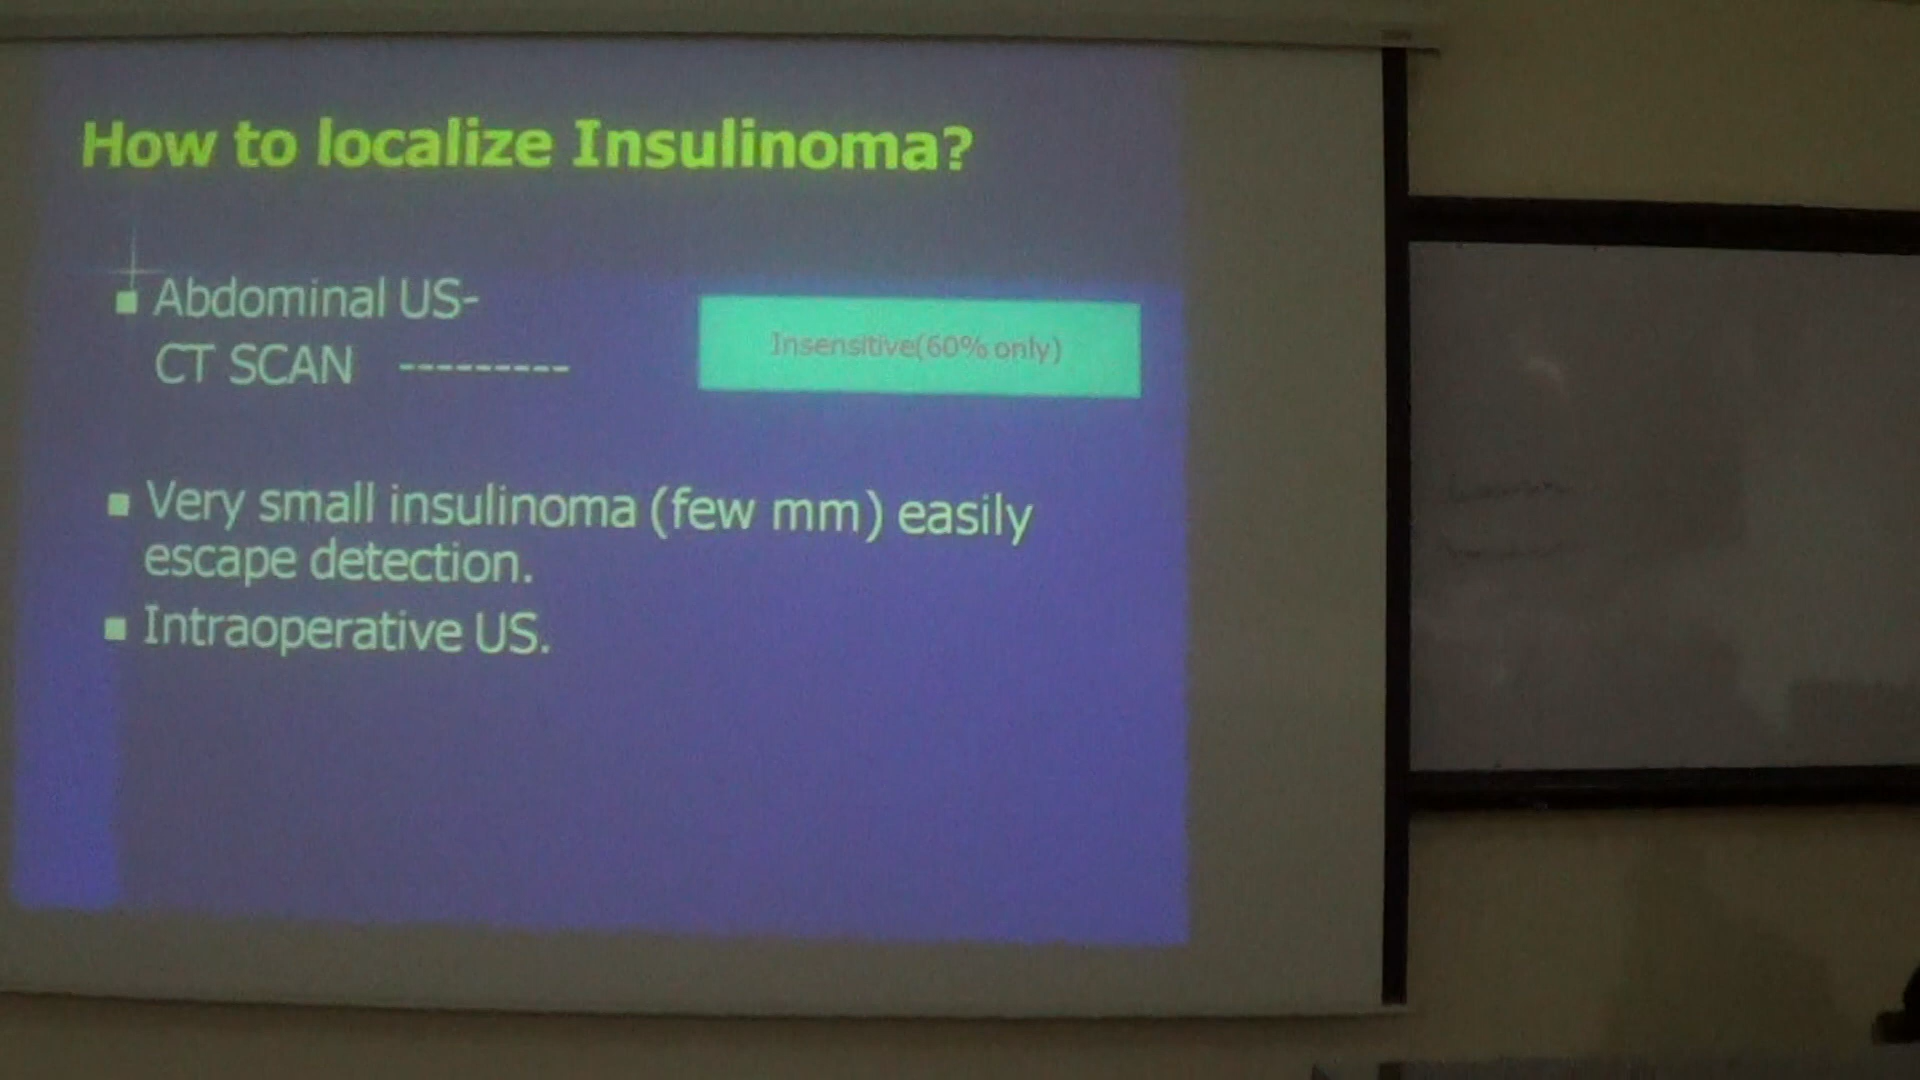 How to localize Insulinoma?
▪ Abdominal US-
CT SCAN ---------
Insensitive(60% only)
▪ Very small insulinoma (few mm) easily
escape detection.
▪ Intraoperative US.